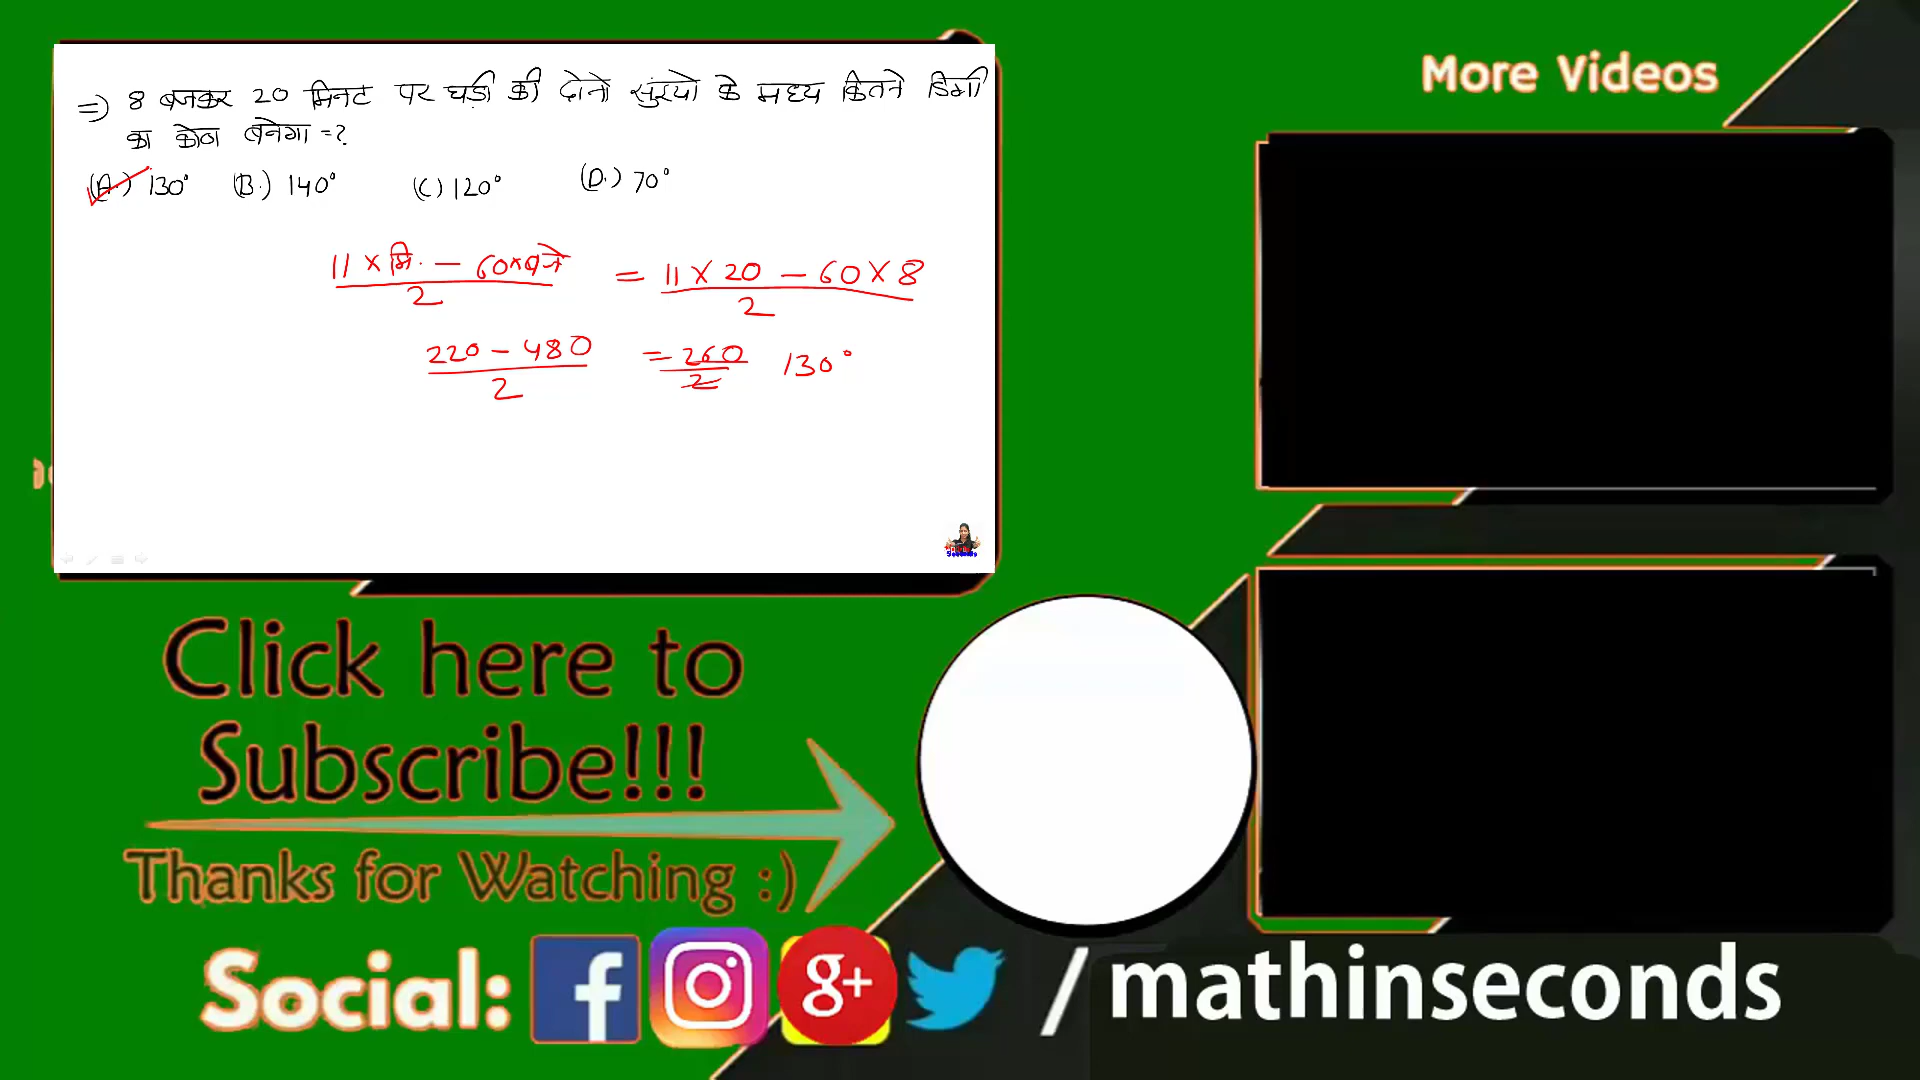 =) 8 बजकर 20 मिनट पर घड़ी की दोनो सुइयो के मध्य कितने डिग्री
का कोण बनेगा =?
(A.) 130° (B.) 140° (C) 120° (D.) 70°
11 × मि. − 60 × बजे / 2 = 11 × 20 − 60 × 8 / 2
220 − 480 / 2 = 260 / 2 130°
More Videos
Click here to
Subscribe!!!
Thanks for Watching :)
Social: f g+ / mathinseconds